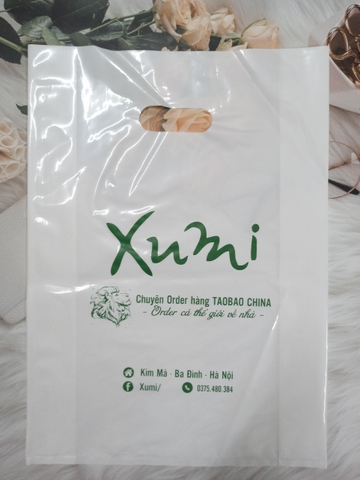 Xumi
Chuyên Order hàng TAOBAO CHINA
- Order cả thế giới về nhà -
Kim Mã - Ba Đình - Hà Nội
Xumi/ 0375.480.384